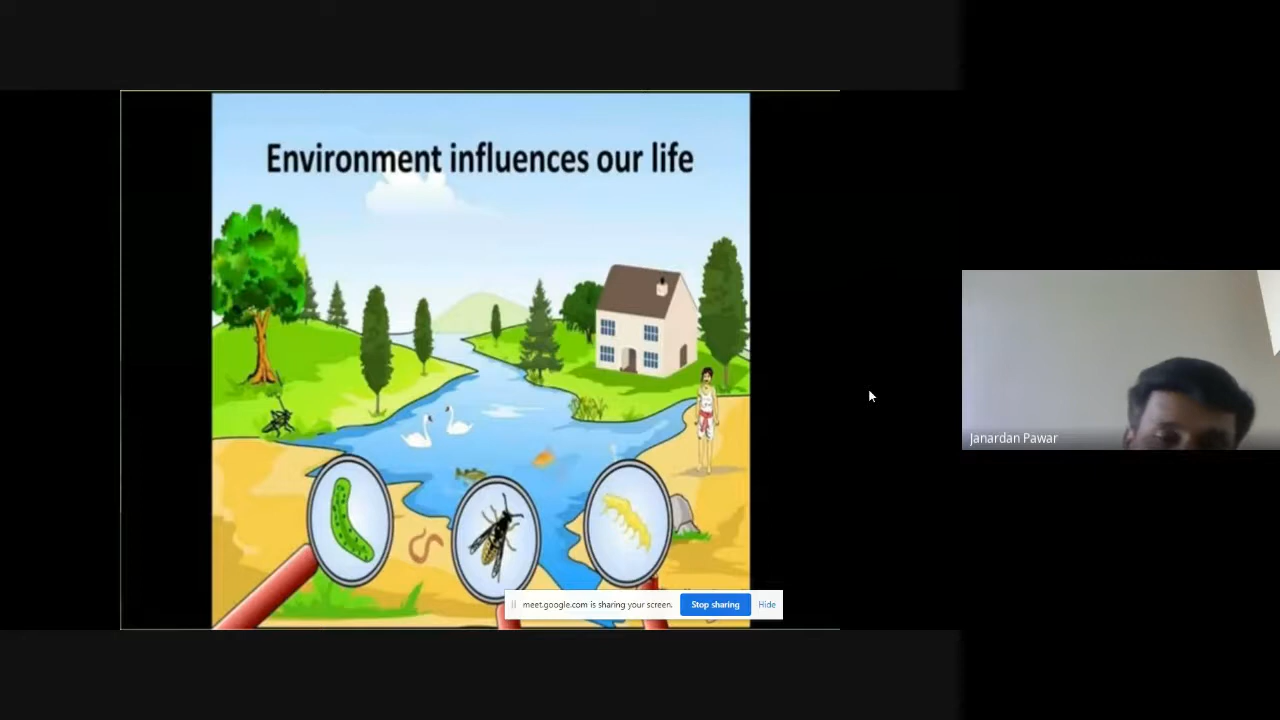 Environment influences our life
Janardan Pawar
meet.google.com is sharing your screen.
Stop sharing
Hide